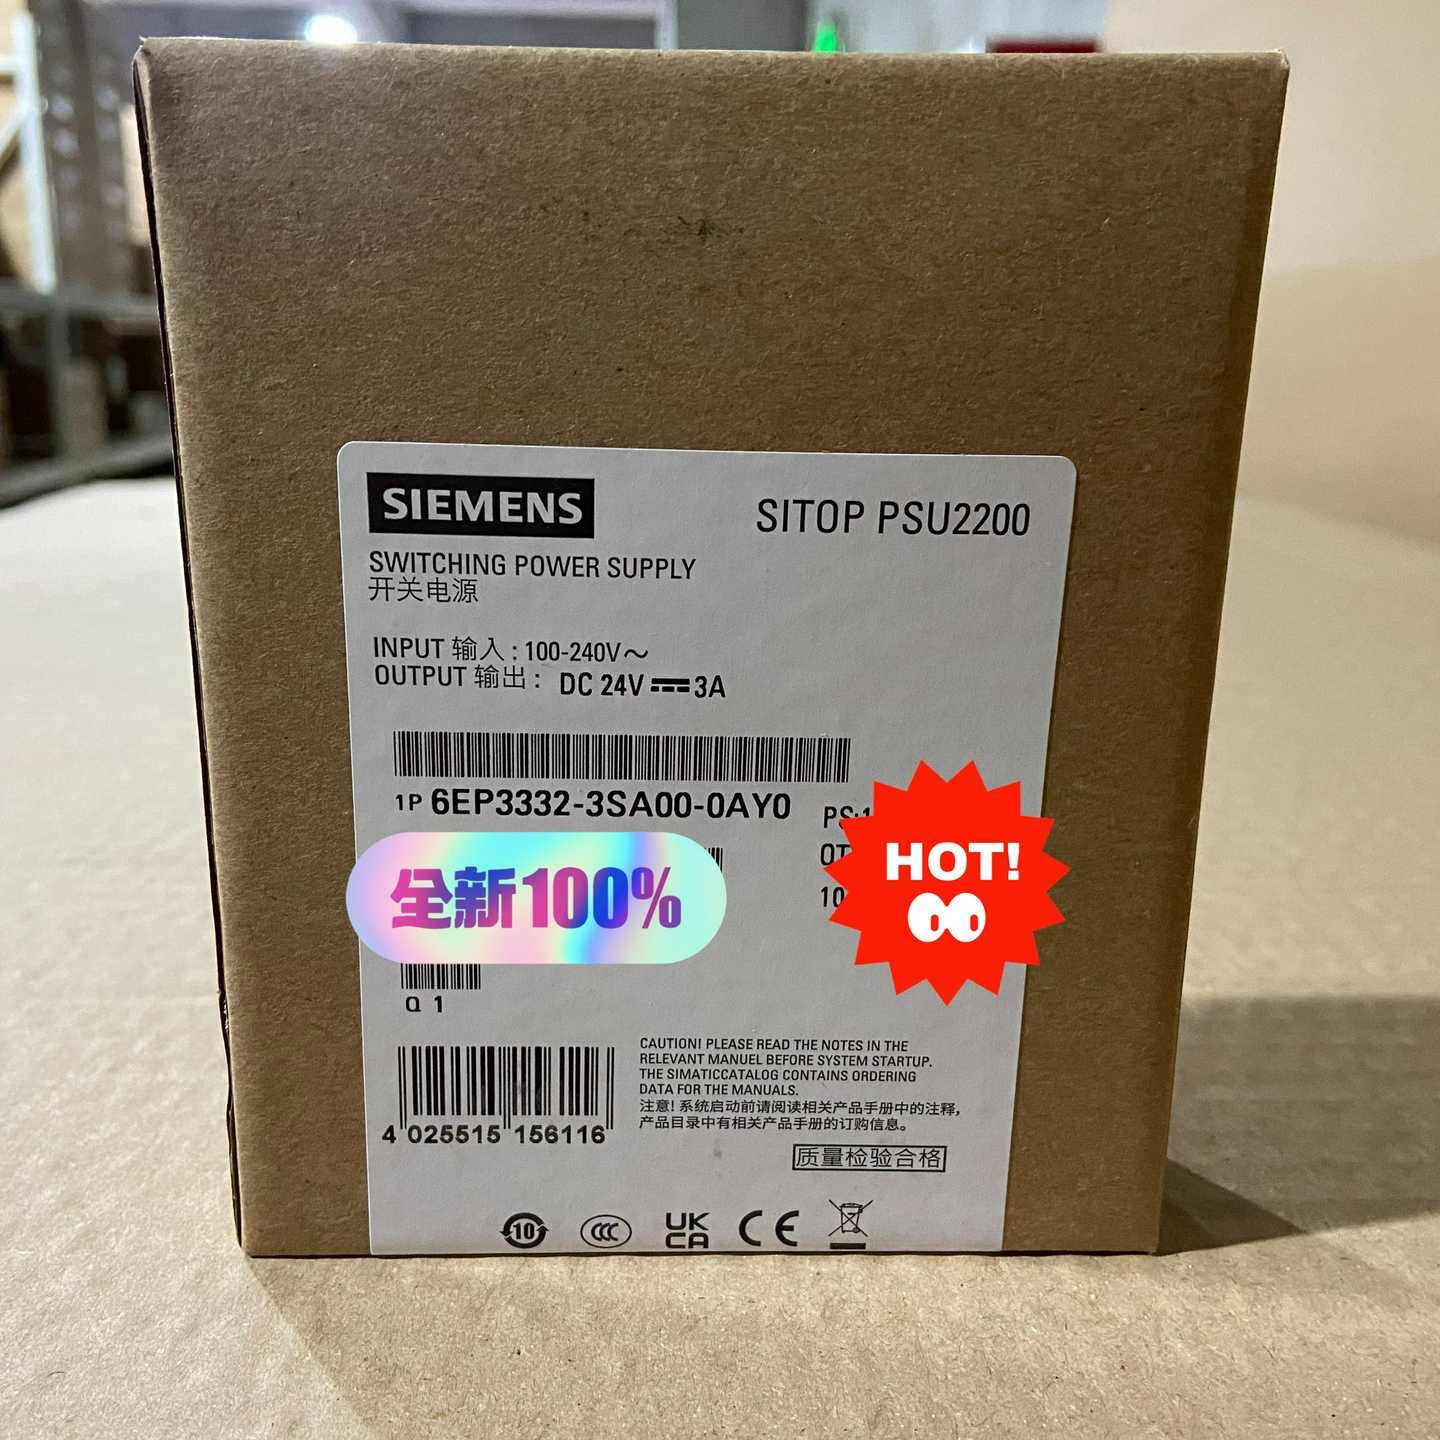 SIEMENS
SITOP PSU2200
SWITCHING POWER SUPPLY
开关电源
INPUT 输入 : 100-240V～
OUTPUT 输出 : DC 24V ⎓ 3A
1P 6EP3332-3SA00-0AY0
全新100%
HOT!
Q 1
4 025515 156116
CAUTION! PLEASE READ THE NOTES IN THE
RELEVANT MANUEL BEFORE SYSTEM STARTUP.
THE SIMATICCATALOG CONTAINS ORDERING
DATA FOR THE MANUALS.
注意! 系统启动前请阅读相关产品手册中的注释，
产品目录中有相关产品手册的订购信息。
质量检验合格
10
CCC
UK
CA
CE